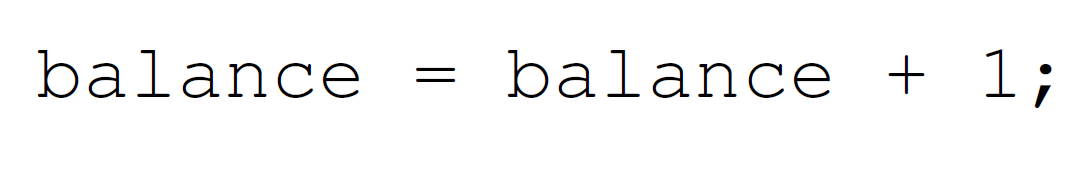 balance = balance + 1;